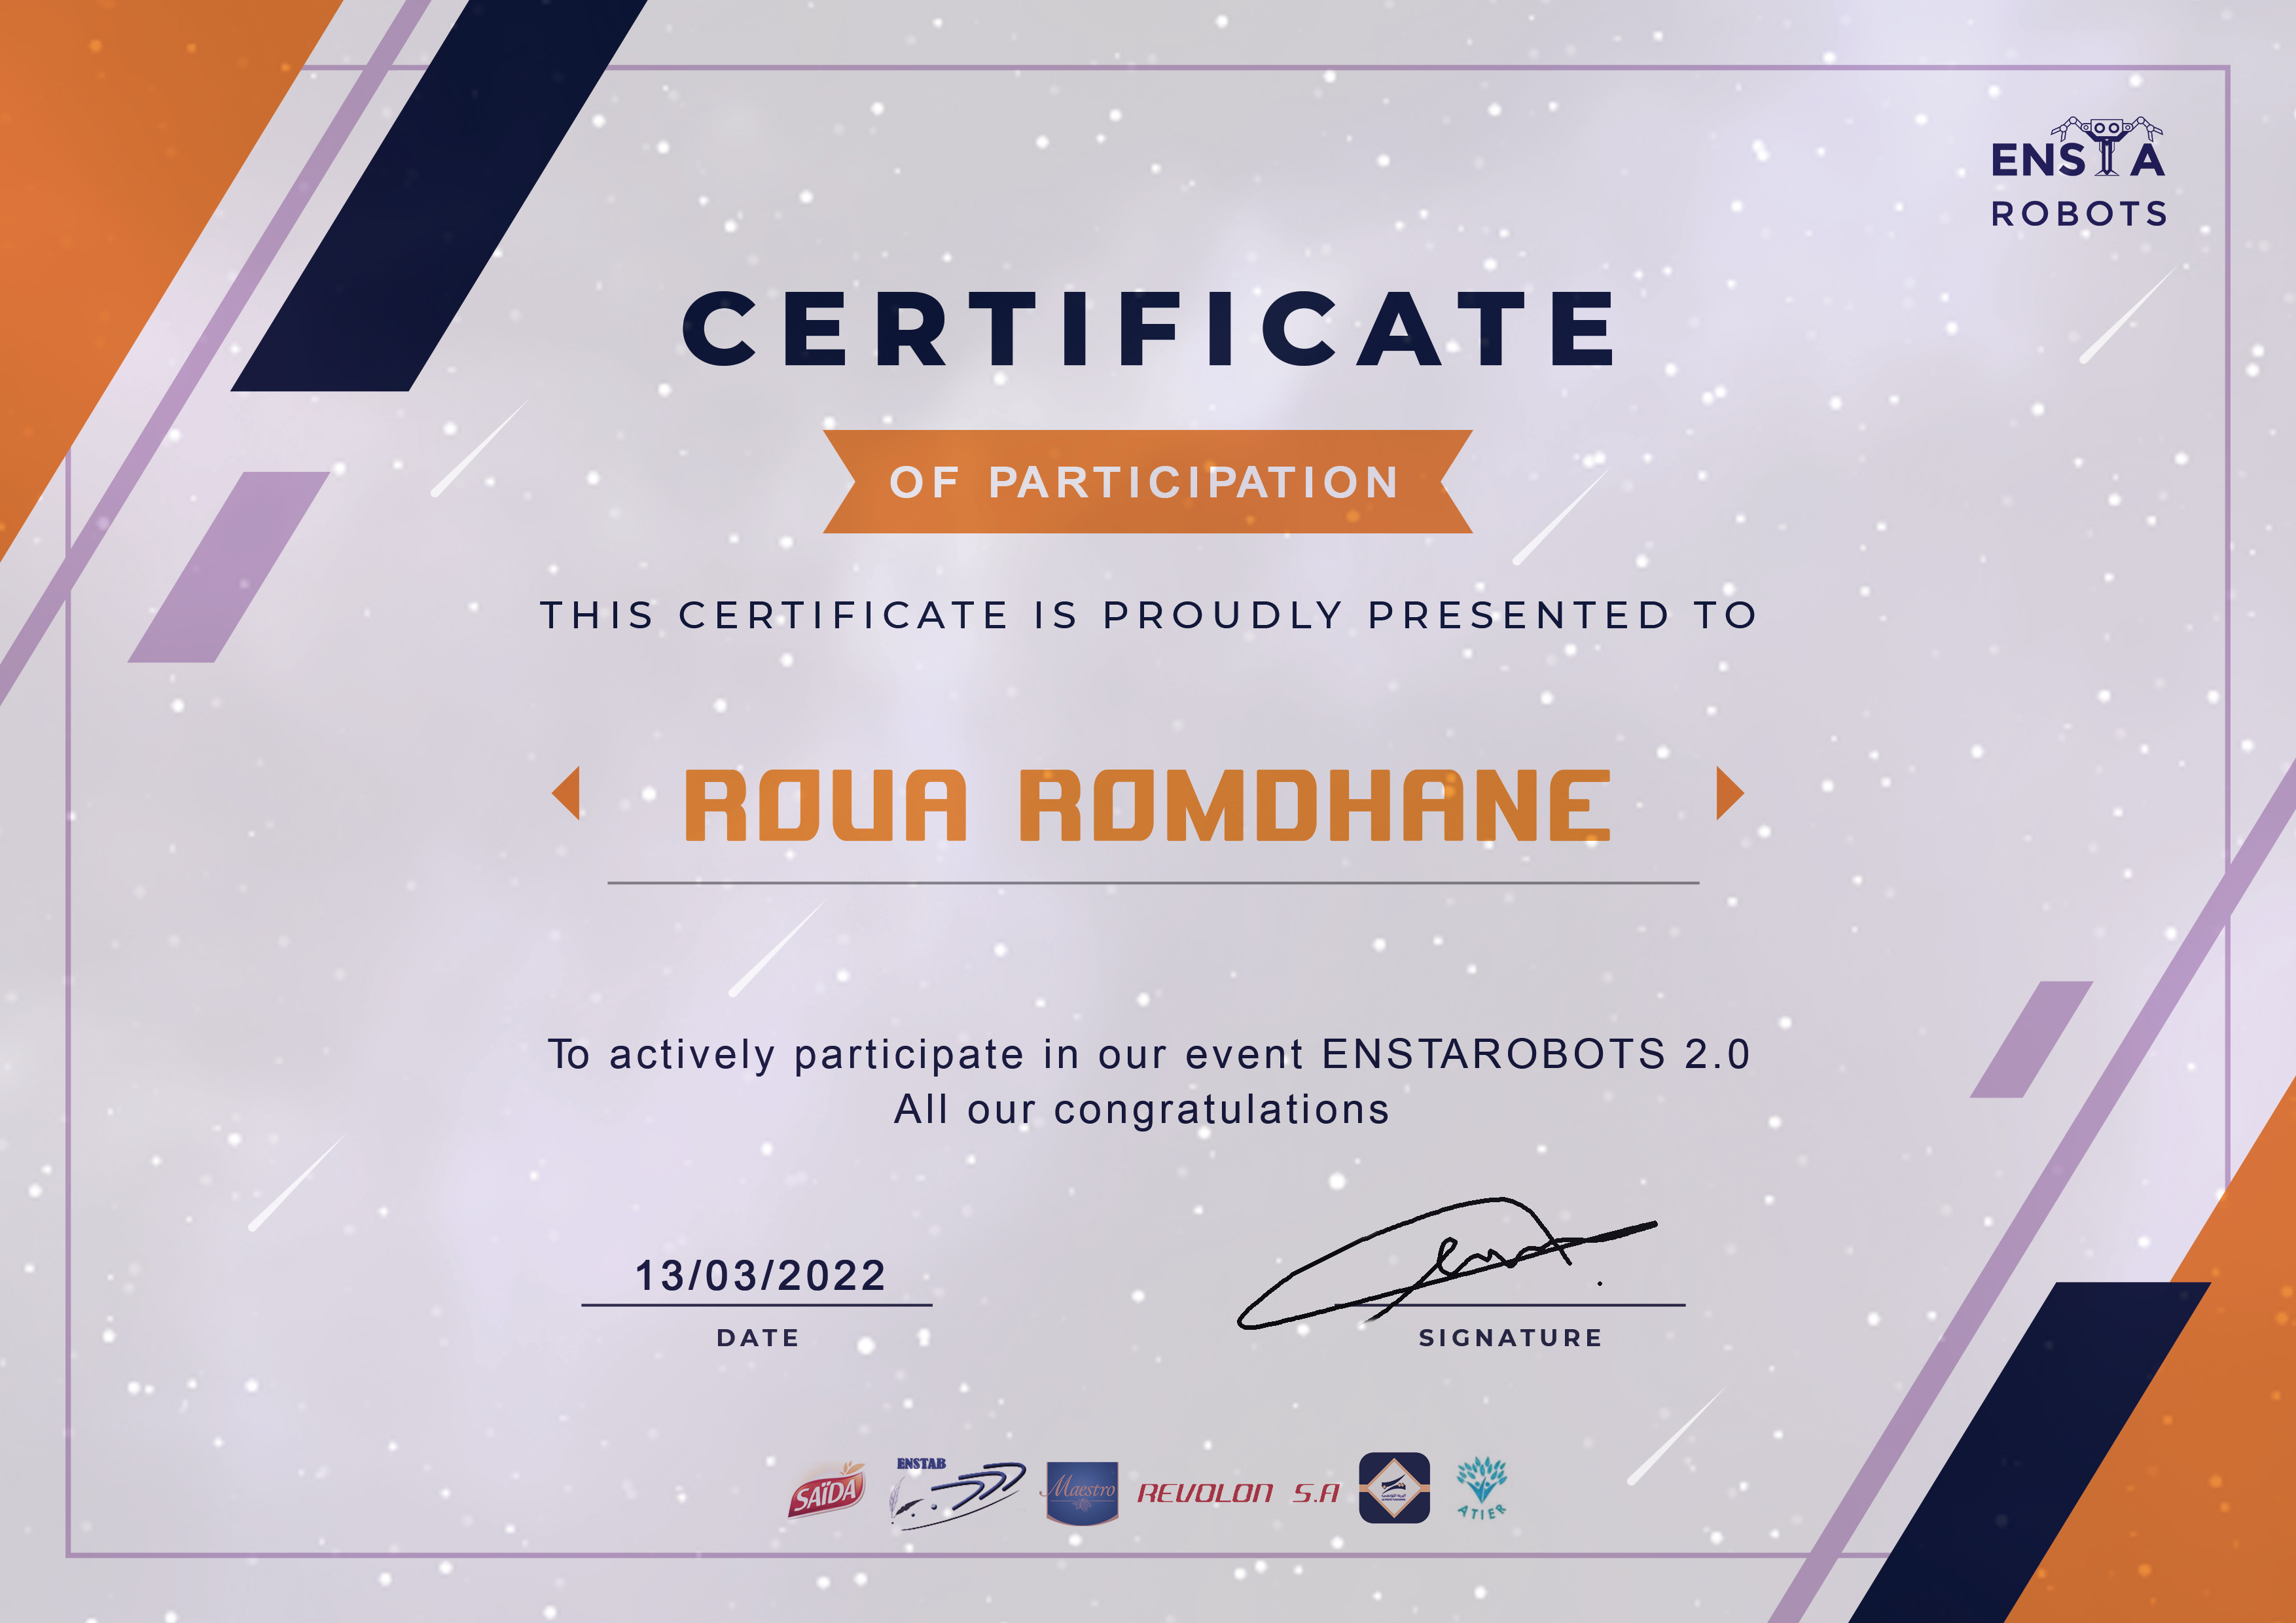 ENSTA
ROBOTS
CERTIFICATE
OF PARTICIPATION
THIS CERTIFICATE IS PROUDLY PRESENTED TO
ROUA ROMDHANE
To actively participate in our event ENSTAROBOTS 2.0
All our congratulations
13/03/2022
DATE
SIGNATURE
SAÏDA
ENSTAB
Maestro
REVOLON S.A
ATIER